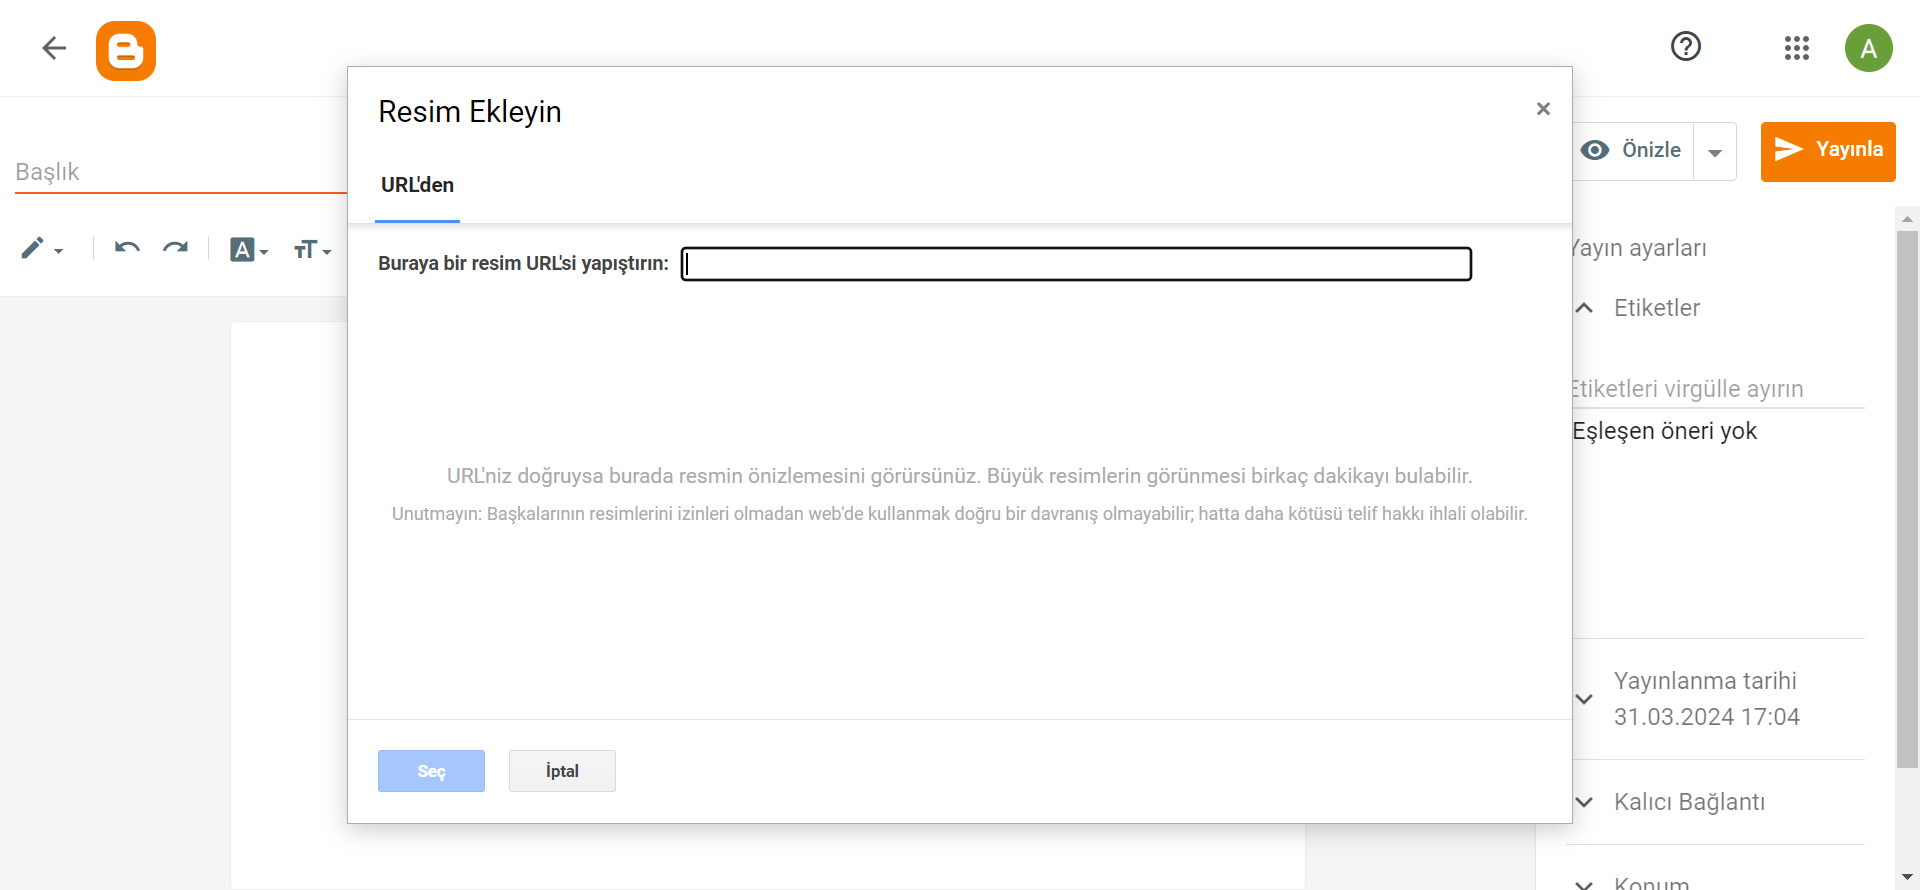 A
Resim Ekleyin
×
Önizle
Yayınla
Başlık
URL'den
A
TT
Buraya bir resim URL'si yapıştırın:
Yayın ayarları
Etiketler
Etiketleri virgülle ayırın
Eşleşen öneri yok
URL'niz doğruysa burada resmin önizlemesini görürsünüz. Büyük resimlerin görünmesi birkaç dakikayı bulabilir.
Unutmayın: Başkalarının resimlerini izinleri olmadan web'de kullanmak doğru bir davranış olmayabilir; hatta daha kötüsü telif hakkı ihlali olabilir.
Yayınlanma tarihi
31.03.2024 17:04
Seç
İptal
Kalıcı Bağlantı
Konum